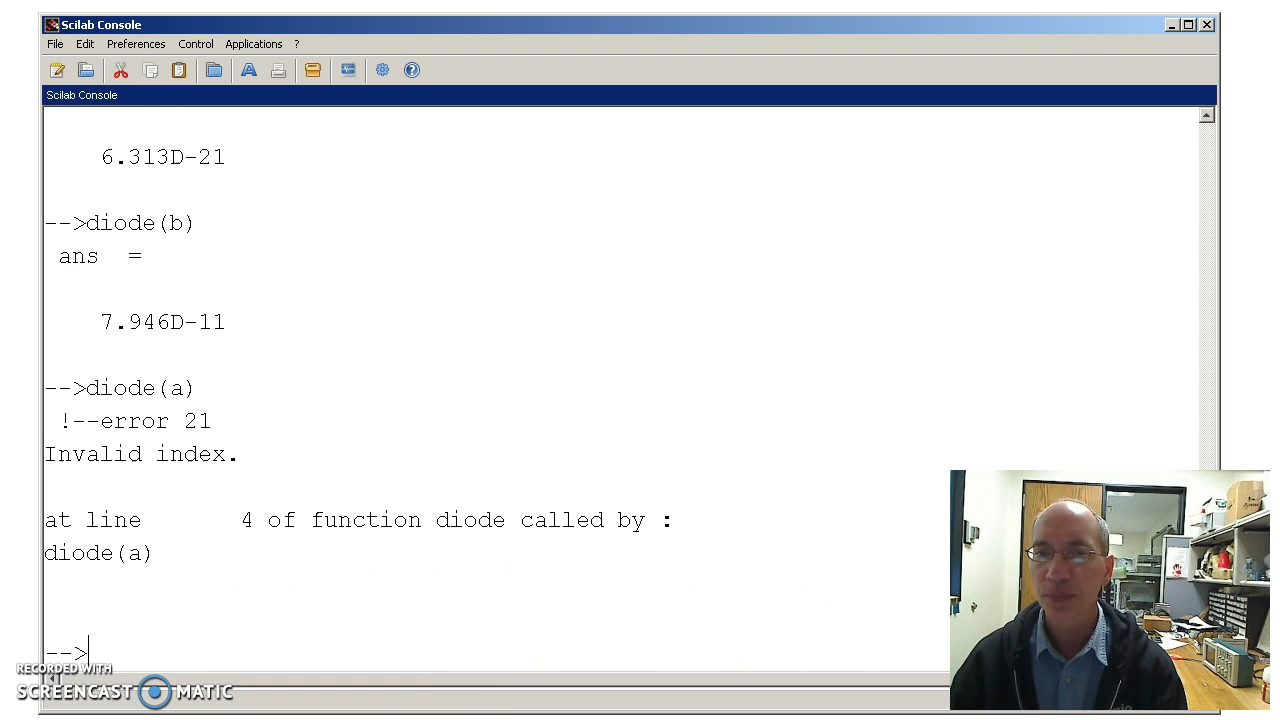 Scilab Console
File Edit Preferences Control Applications ?
Scilab Console
6.313D-21
-->diode(b)
ans =
7.946D-11
-->diode(a)
!--error 21
Invalid index.
at line 4 of function diode called by :
diode(a)
-->
RECORDED WITH
SCREENCAST MATIC